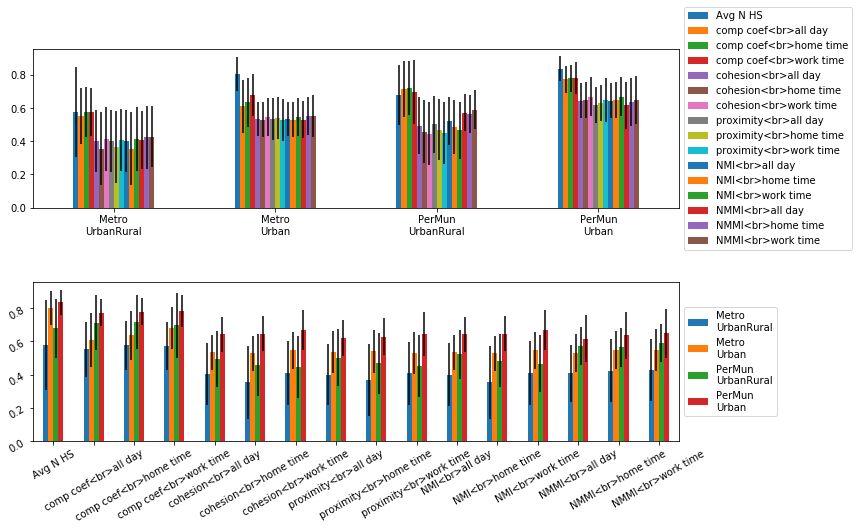 0.8
0.6
0.4
0.2
0.0
Metro
UrbanRural
Metro
Urban
PerMun
UrbanRural
PerMun
Urban
Avg N HS
comp coef<br>all day
comp coef<br>home time
comp coef<br>work time
cohesion<br>all day
cohesion<br>home time
cohesion<br>work time
proximity<br>all day
proximity<br>home time
proximity<br>work time
NMI<br>all day
NMI<br>home time
NMI<br>work time
NMMI<br>all day
NMMI<br>home time
NMMI<br>work time
0.8
0.6
0.4
0.2
0.0
Avg N HS
comp coef<br>all day
comp coef<br>home time
comp coef<br>work time
cohesion<br>all day
cohesion<br>home time
cohesion<br>work time
proximity<br>all day
proximity<br>home time
proximity<br>work time
NMI<br>all day
NMI<br>home time
NMI<br>work time
NMMI<br>all day
NMMI<br>home time
NMMI<br>work time
Metro
UrbanRural
Metro
Urban
PerMun
UrbanRural
PerMun
Urban